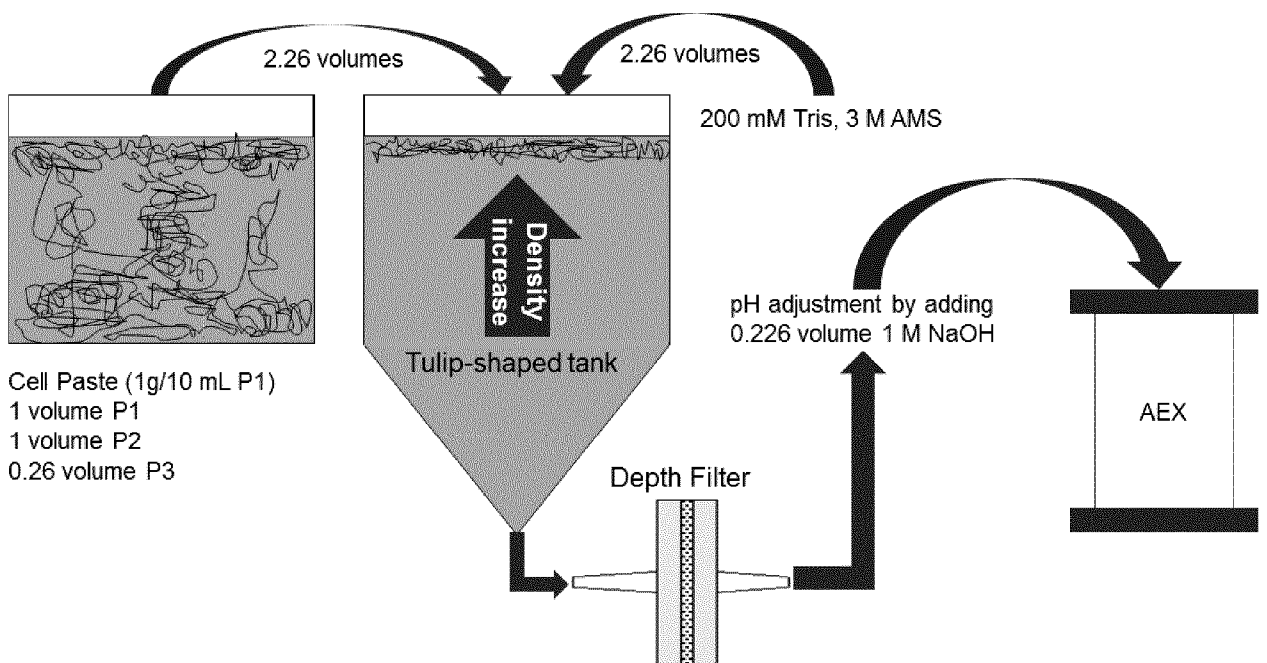 2.26 volumes
2.26 volumes
200 mM Tris, 3 M AMS
Density
increase
Tulip-shaped tank
pH adjustment by adding
0.226 volume 1 M NaOH
Cell Paste (1g/10 mL P1)
1 volume P1
1 volume P2
0.26 volume P3
AEX
Depth Filter